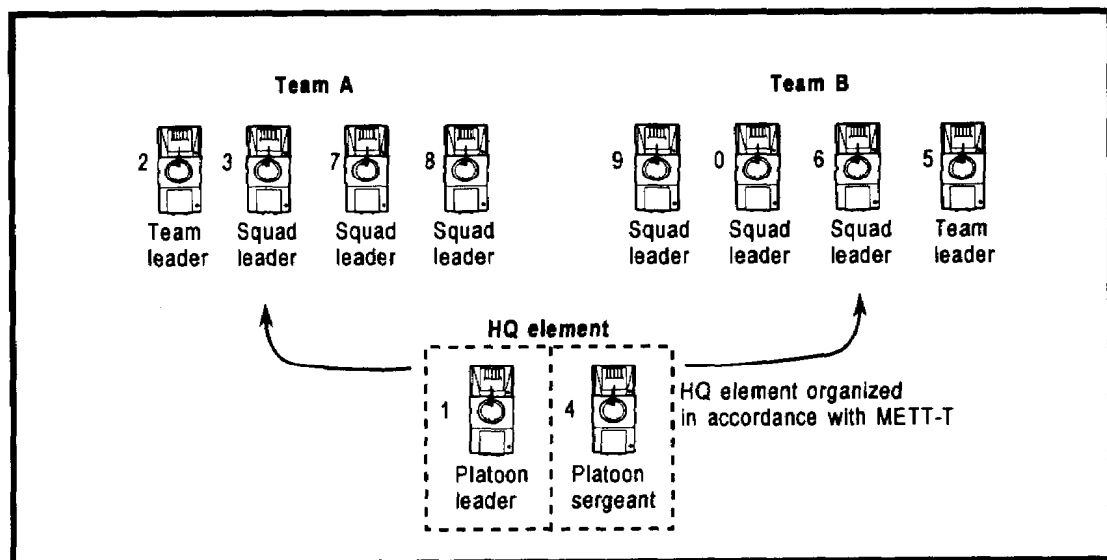 Team A
Team B
2 3 7 8
9 0 6 5
Team leader
Squad leader
Squad leader
Squad leader
Squad leader
Squad leader
Squad leader
Team leader
HQ element
1 4
Platoon leader
Platoon sergeant
HQ element organized
in accordance with METT-T